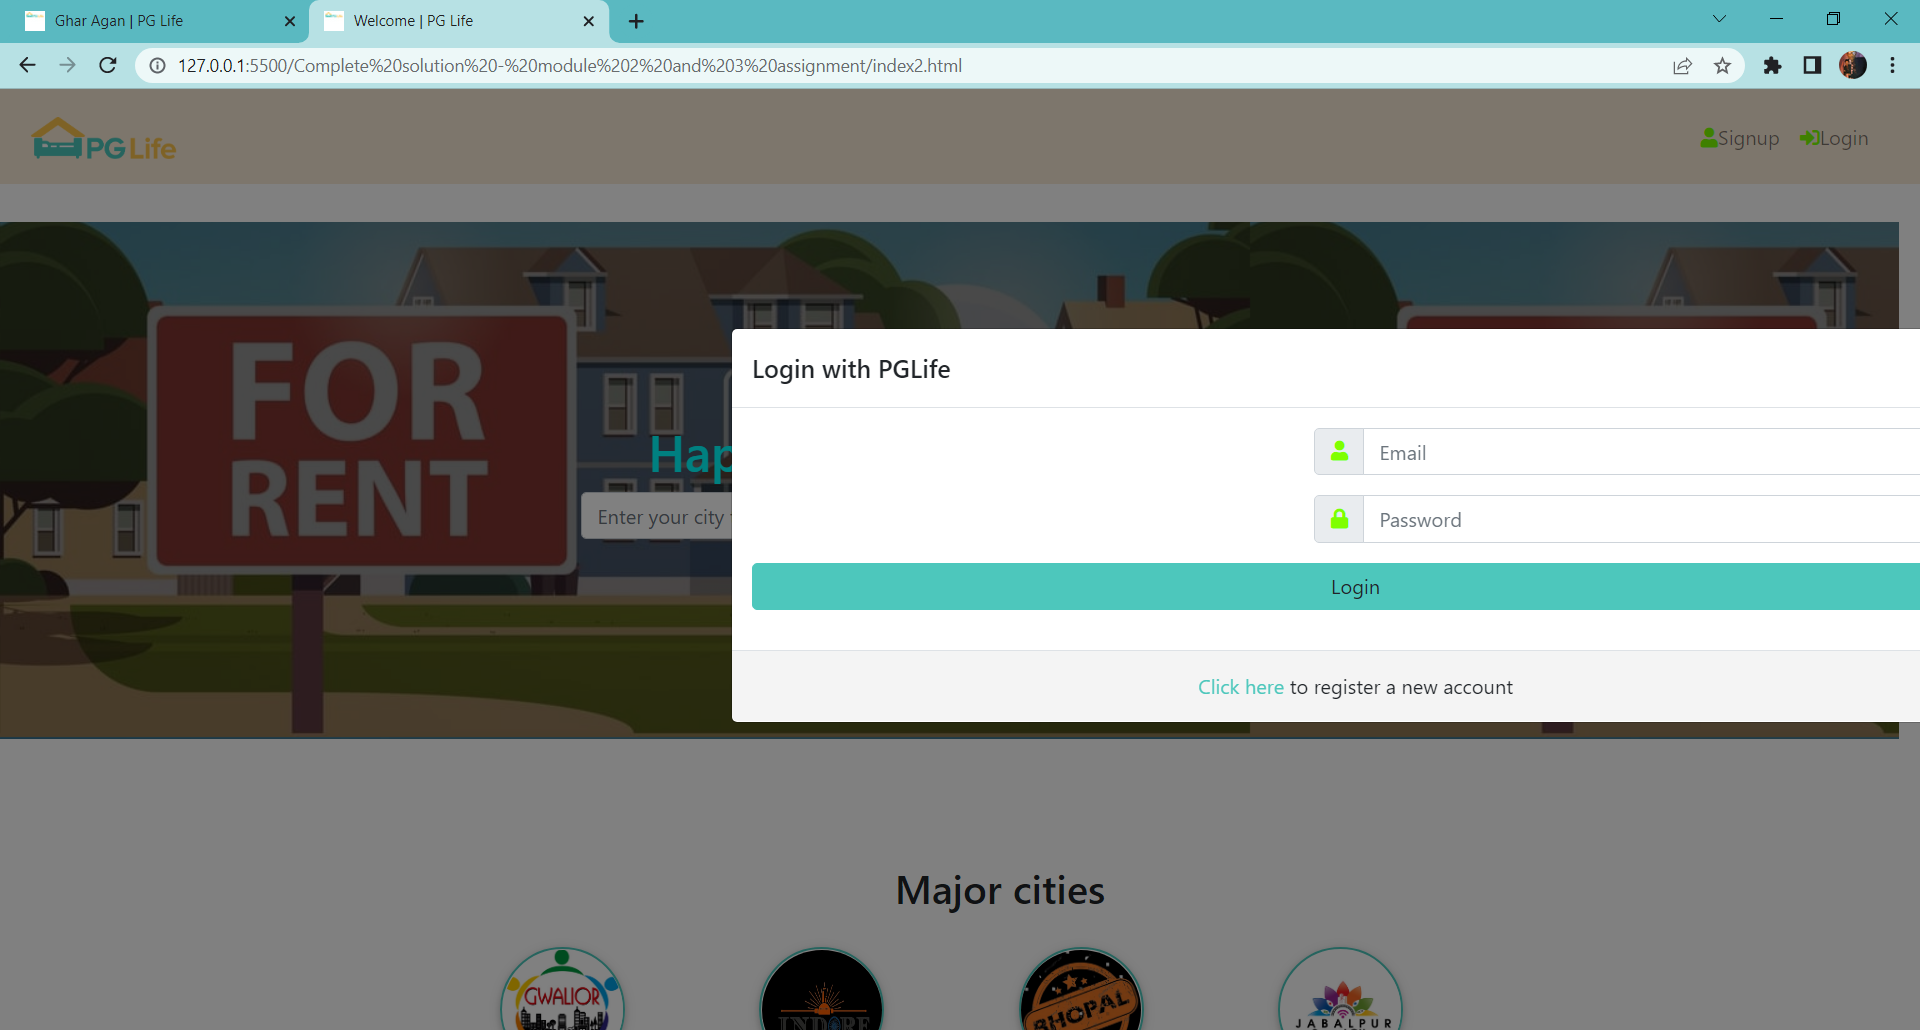 Ghar Agan | PG Life
Welcome | PG Life
127.0.0.1:5500/Complete%20solution%20-%20module%202%20and%203%20assignment/index2.html
PG Life
Signup
Login
FOR
RENT
Hap
Enter your city
Login with PGLife
Email
Password
Login
Click here to register a new account
Major cities
GWALIOR
INDORE
BHOPAL
JABALPUR